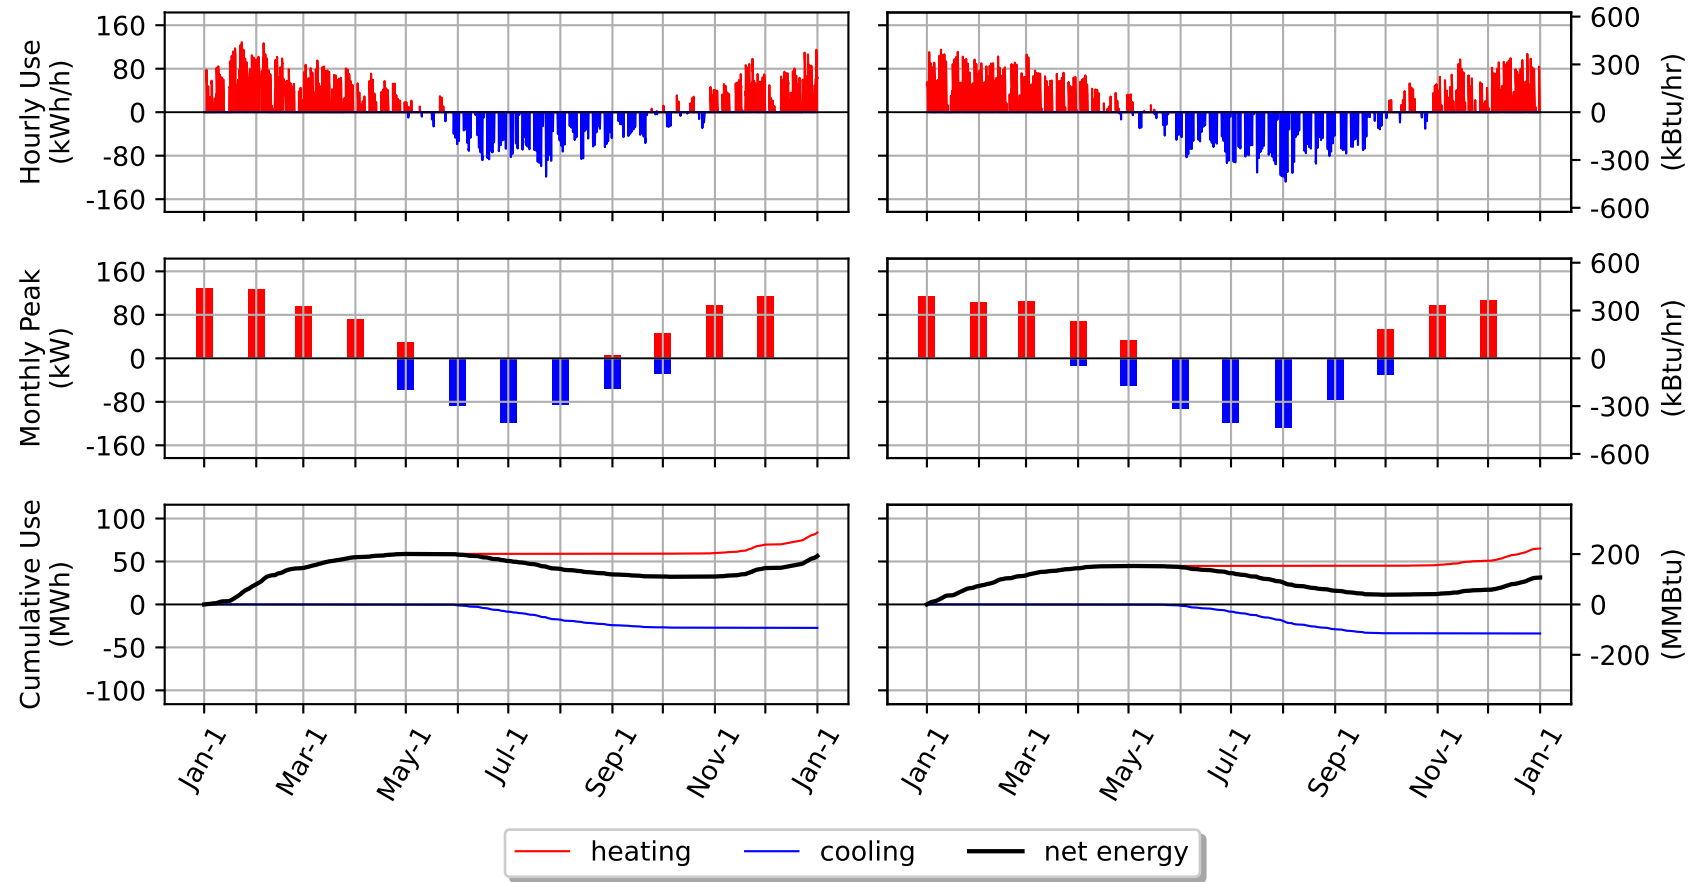 Hourly Use
(kWh/h)
160
80
0
-80
-160
600
300
0
-300
-600
(kBtu/hr)
Monthly Peak
(kW)
160
80
0
-80
-160
600
300
0
-300
-600
(kBtu/hr)
Cumulative Use
(MWh)
100
50
0
-50
-100
200
0
-200
(MMBtu)
Jan-1
Mar-1
May-1
Jul-1
Sep-1
Nov-1
Jan-1
Jan-1
Mar-1
May-1
Jul-1
Sep-1
Nov-1
Jan-1
heating
cooling
net energy